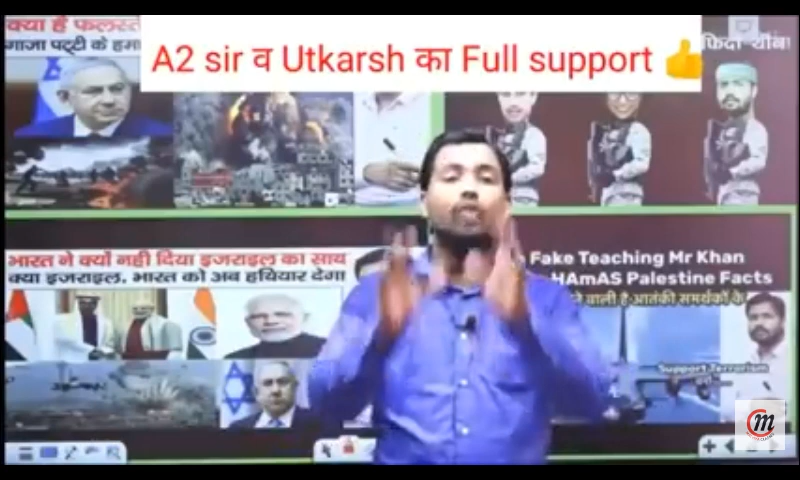 क्या है फलस्त
गाजा पट्टी के हमा
A2 sir व Utkarsh का Full support 👍
भारत ने क्यों नहीं दिया इजराइल का साथ
क्या इजराइल, भारत को अब हथियार देगा
Fake Teaching Mr Khan
HAmAS Palestine Facts
वाली है आतंकी समर्थकों के
Support Terrorism
m